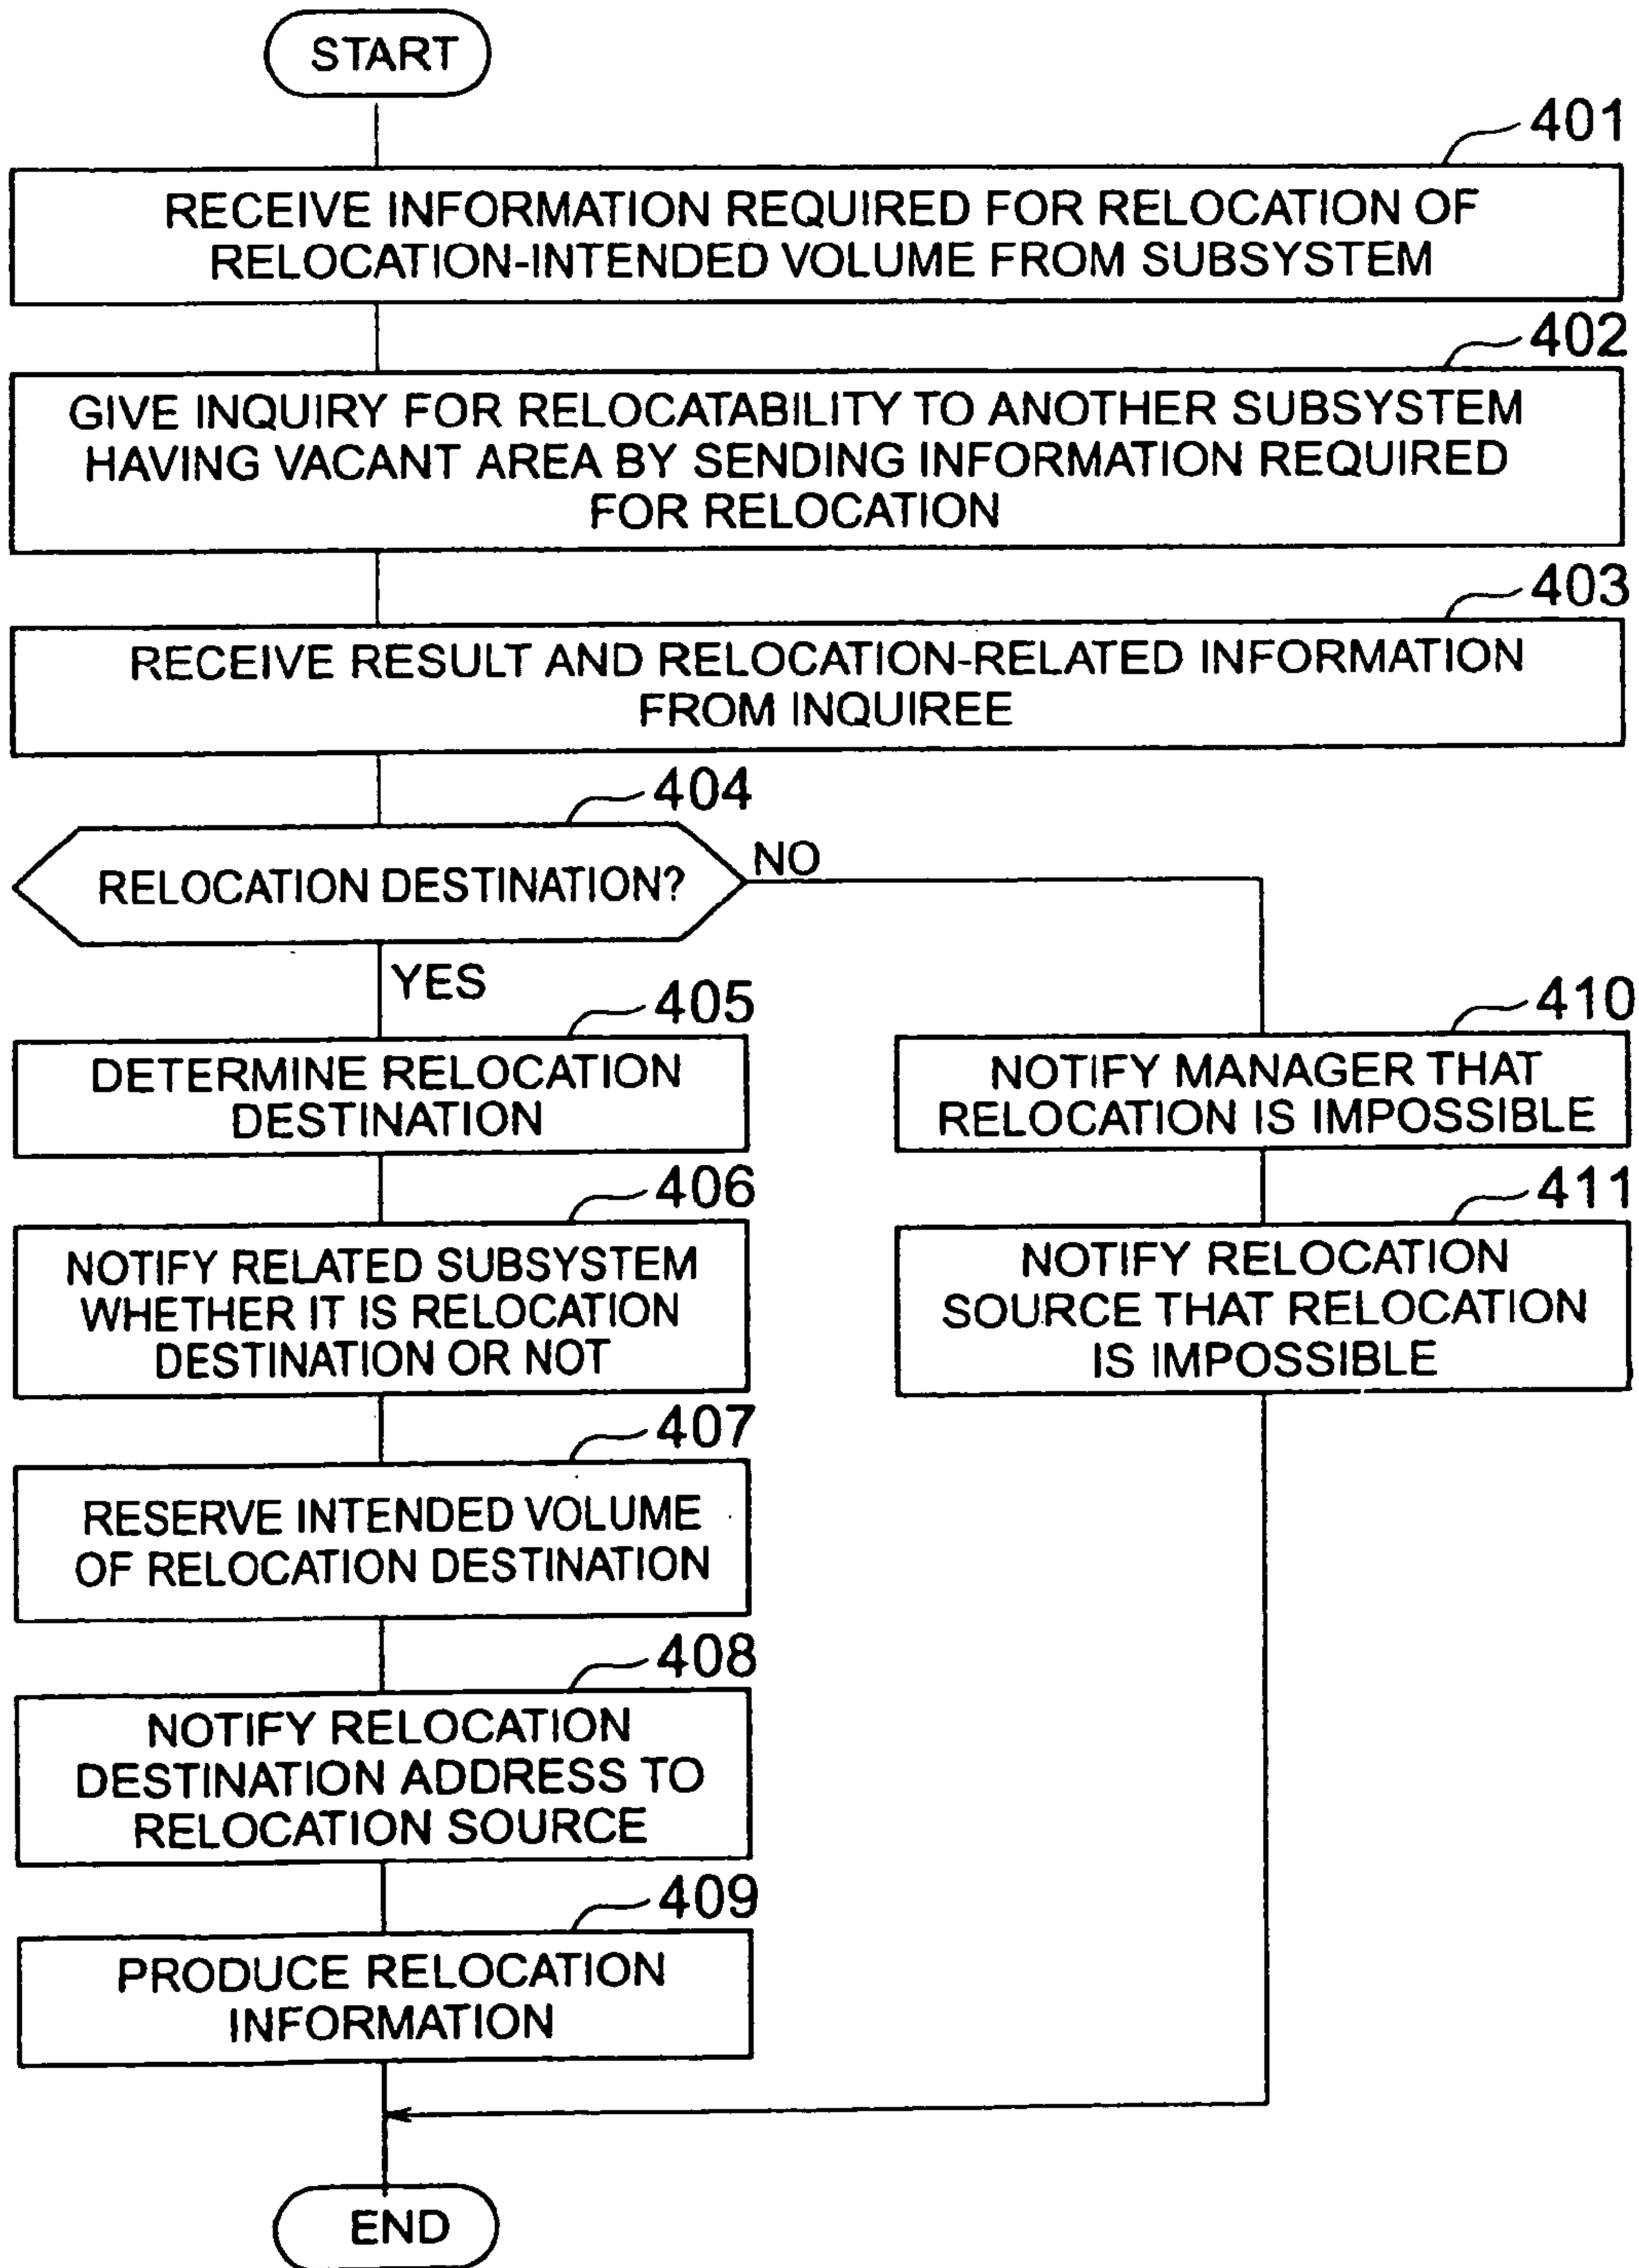 START
401
RECEIVE INFORMATION REQUIRED FOR RELOCATION OF
RELOCATION-INTENDED VOLUME FROM SUBSYSTEM
402
GIVE INQUIRY FOR RELOCATABILITY TO ANOTHER SUBSYSTEM
HAVING VACANT AREA BY SENDING INFORMATION REQUIRED
FOR RELOCATION
403
RECEIVE RESULT AND RELOCATION-RELATED INFORMATION
FROM INQUIREE
404
RELOCATION DESTINATION?
NO
YES
405
DETERMINE RELOCATION
DESTINATION
406
NOTIFY RELATED SUBSYSTEM
WHETHER IT IS RELOCATION
DESTINATION OR NOT
407
RESERVE INTENDED VOLUME
OF RELOCATION DESTINATION
408
NOTIFY RELOCATION
DESTINATION ADDRESS TO
RELOCATION SOURCE
409
PRODUCE RELOCATION
INFORMATION
410
NOTIFY MANAGER THAT
RELOCATION IS IMPOSSIBLE
411
NOTIFY RELOCATION
SOURCE THAT RELOCATION
IS IMPOSSIBLE
END